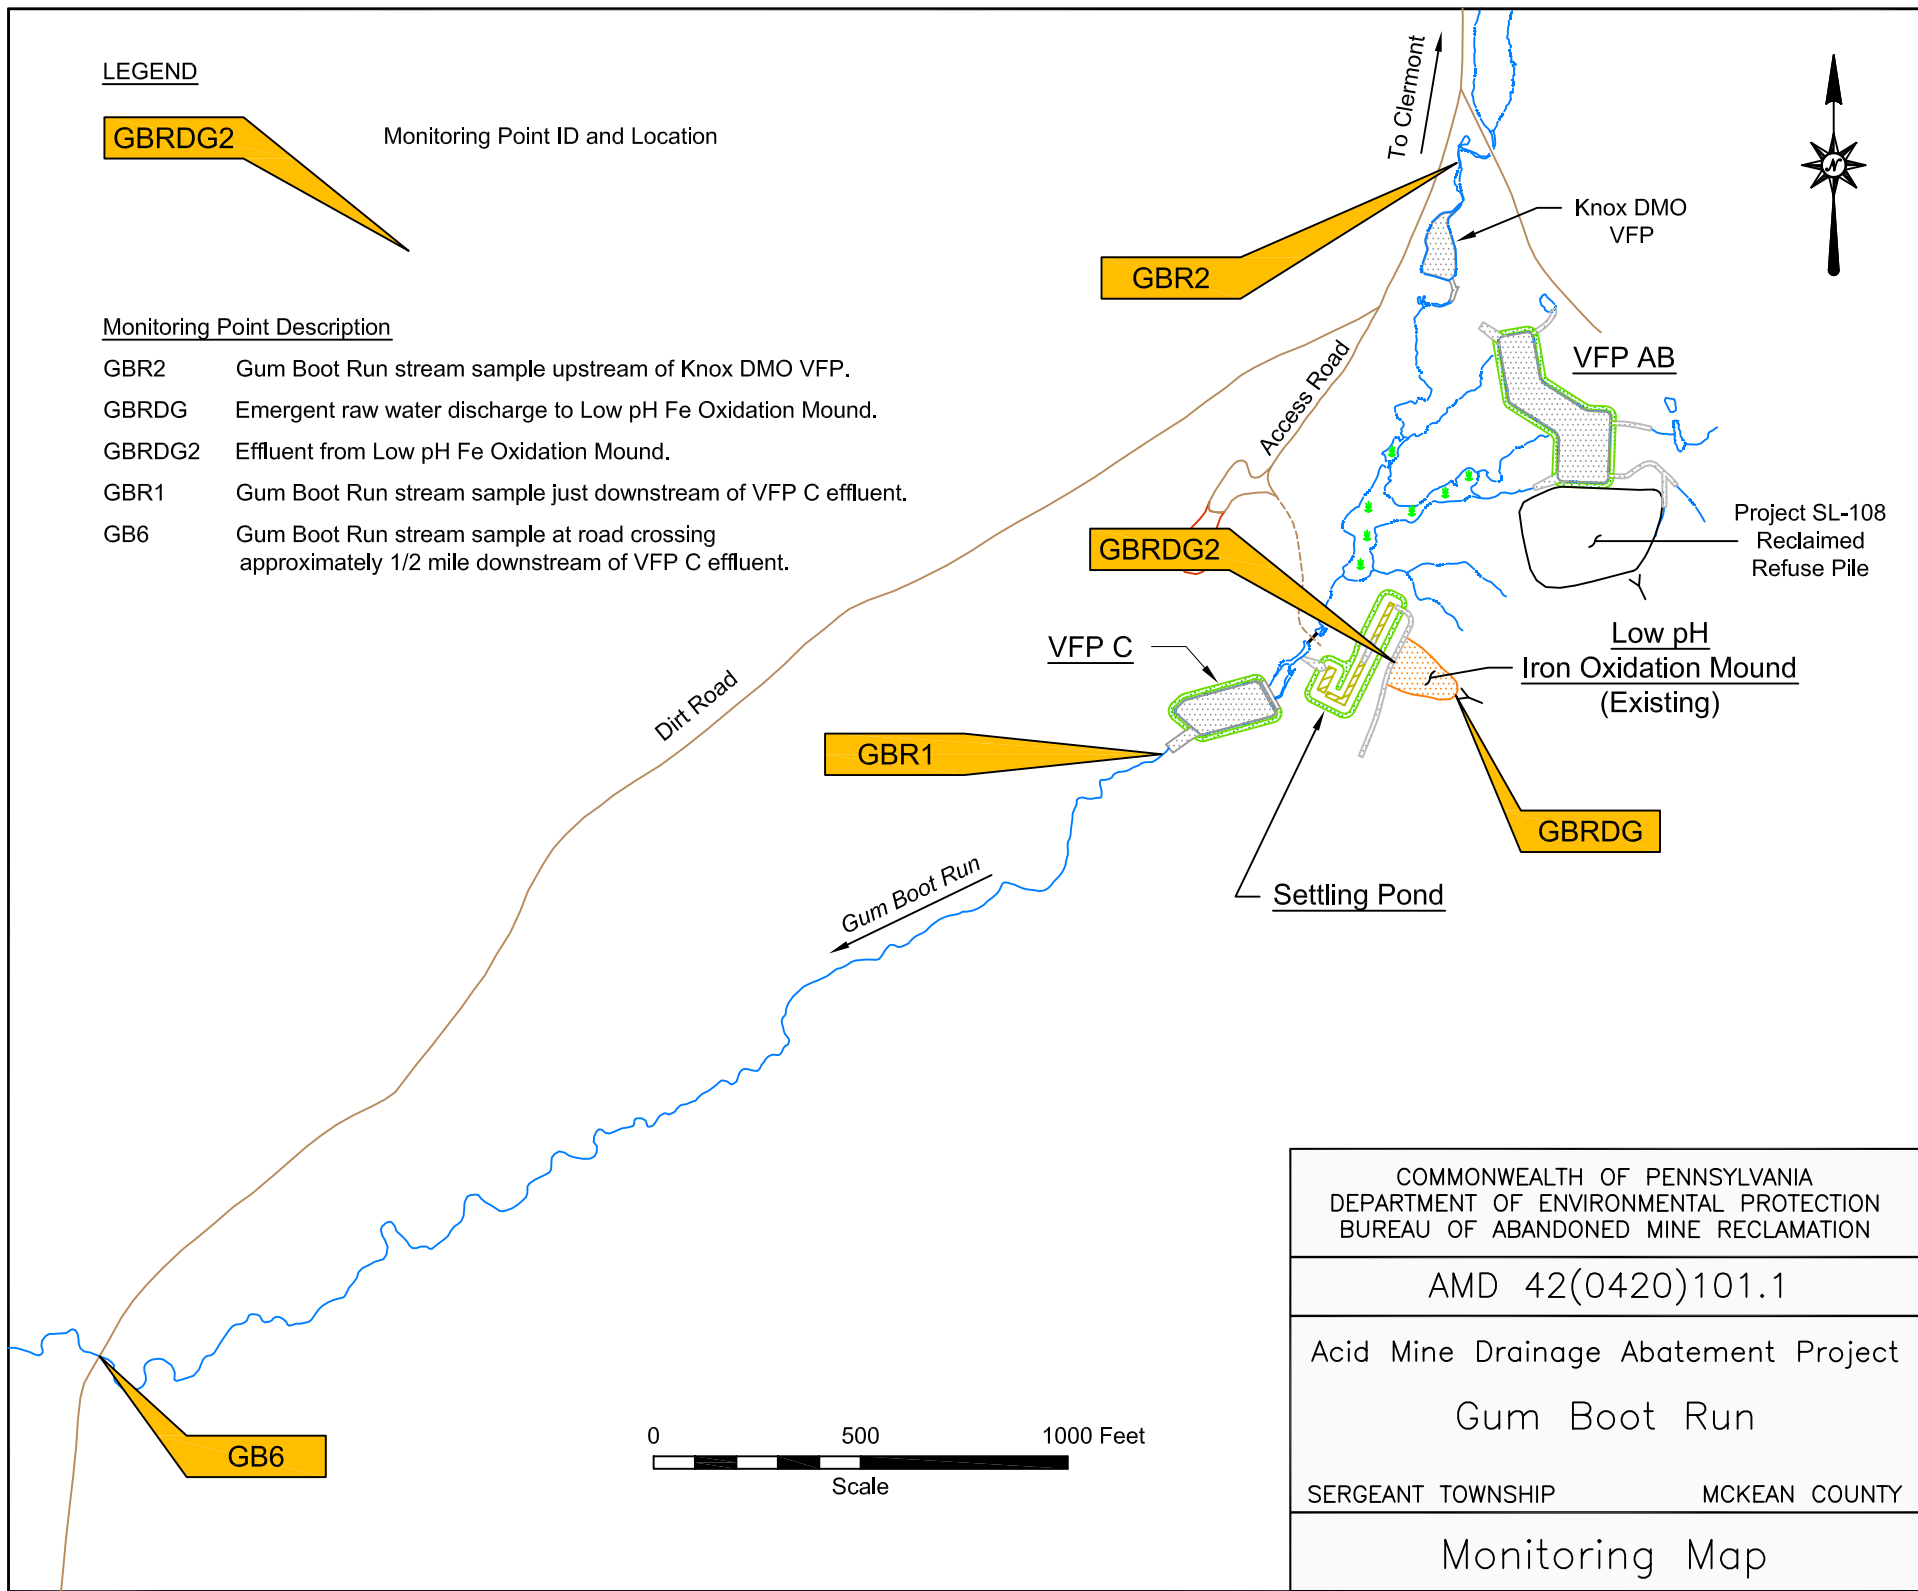 LEGEND
GBRDG2
Monitoring Point ID and Location
Monitoring Point Description
GBR2 Gum Boot Run stream sample upstream of Knox DMO VFP.
GBRDG Emergent raw water discharge to Low pH Fe Oxidation Mound.
GBRDG2 Effluent from Low pH Fe Oxidation Mound.
GBR1 Gum Boot Run stream sample just downstream of VFP C effluent.
GB6 Gum Boot Run stream sample at road crossing
approximately 1/2 mile downstream of VFP C effluent.
To Clermont
N
Knox DMO
VFP
GBR2
VFP AB
Access Road
Project SL-108
Reclaimed
Refuse Pile
GBRDG2
Low pH
Iron Oxidation Mound
(Existing)
VFP C
Dirt Road
GBR1
GBRDG
Settling Pond
Gum Boot Run
GB6
0 500 1000 Feet
Scale
COMMONWEALTH OF PENNSYLVANIA
DEPARTMENT OF ENVIRONMENTAL PROTECTION
BUREAU OF ABANDONED MINE RECLAMATION
AMD 42(0420)101.1
Acid Mine Drainage Abatement Project
Gum Boot Run
SERGEANT TOWNSHIP MCKEAN COUNTY
Monitoring Map